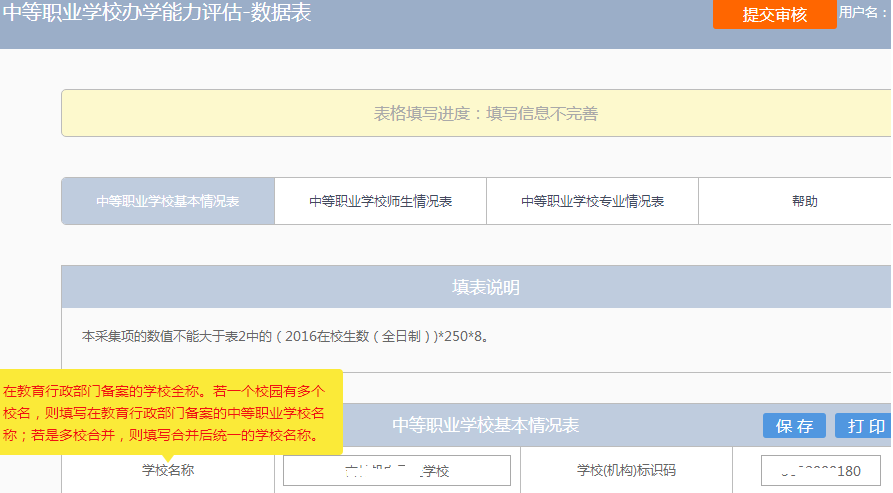 中等职业学校办学能力评估-数据表
提交审核
用户名：
表格填写进度：填写信息不完善
中等职业学校基本情况表
中等职业学校师生情况表
中等职业学校专业情况表
帮助
填表说明
本采集项的数值不能大于表2中的（2016在校生数（全日制）)*250*8。
在教育行政部门备案的学校全称。若一个校园有多个
校名，则填写在教育行政部门备案的中等职业学校名
称；若是多校合并，则填写合并后统一的学校名称。
中等职业学校基本情况表
保 存
打 印
学校名称
学校
学校(机构)标识码
180